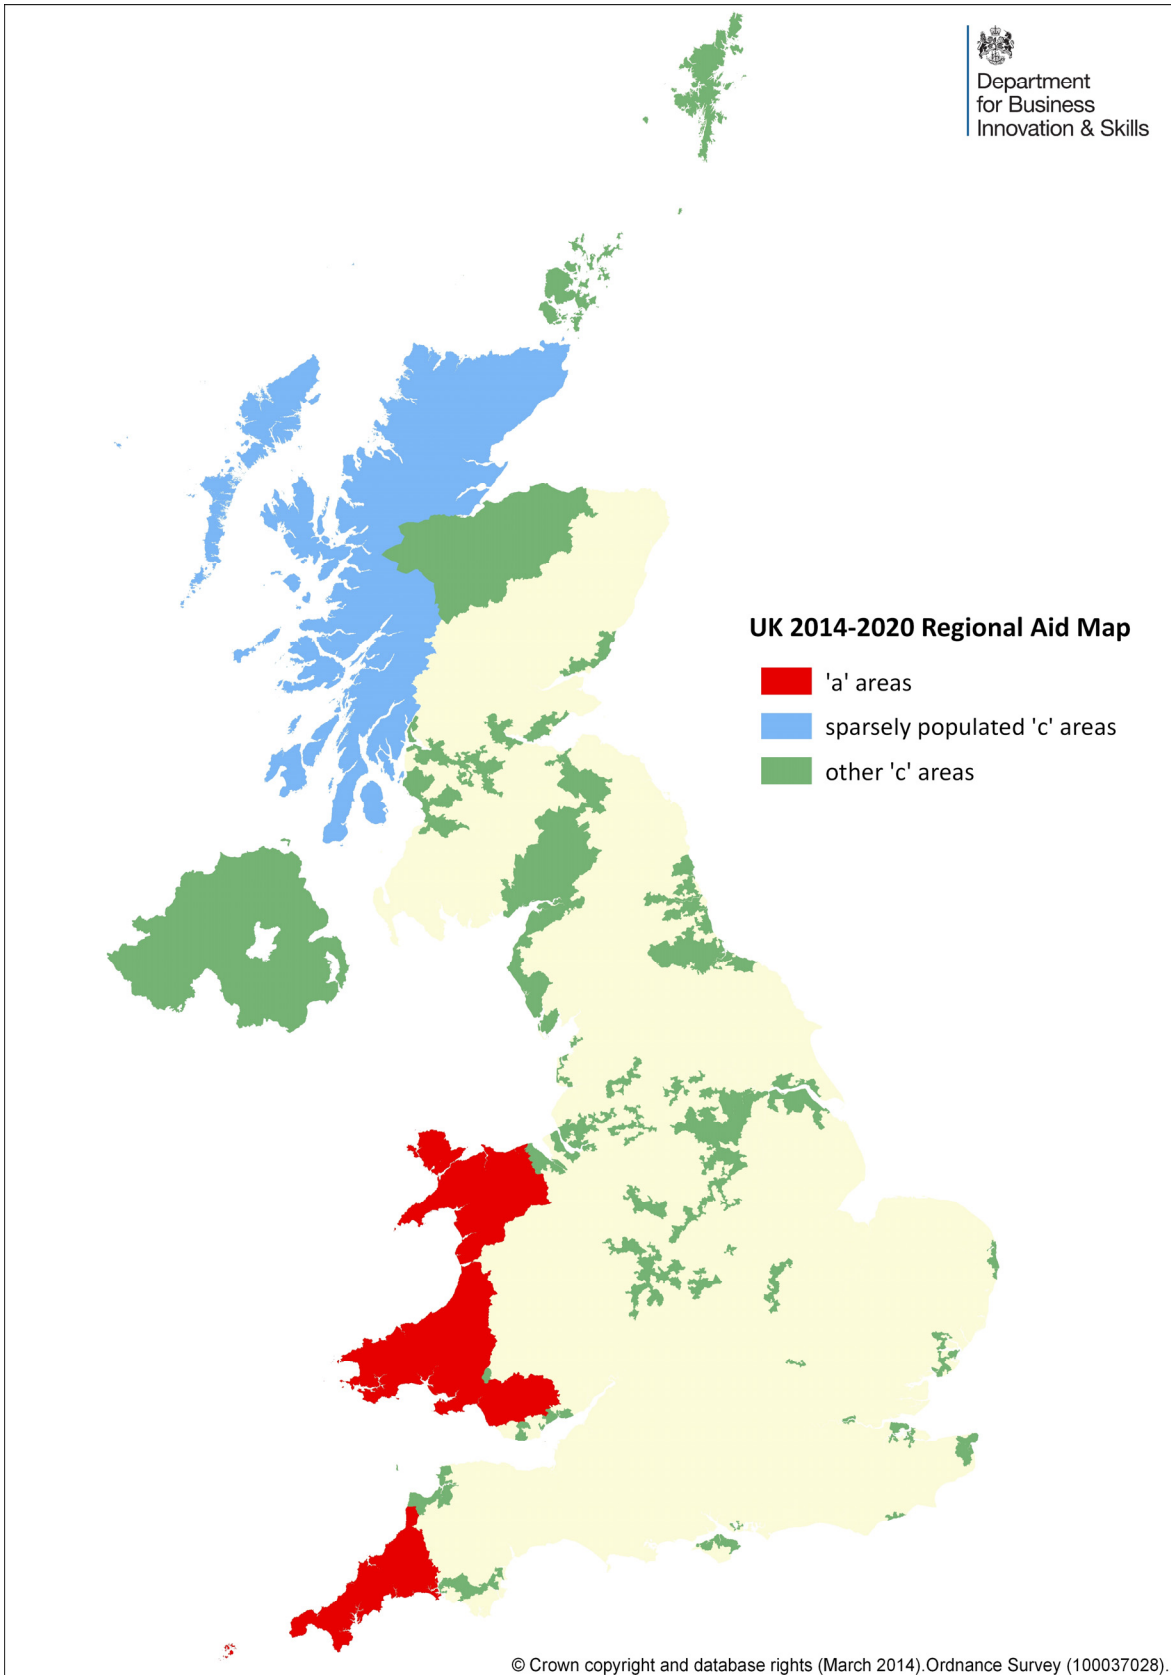 Department
for Business
Innovation & Skills
UK 2014-2020 Regional Aid Map
'a' areas
sparsely populated 'c' areas
other 'c' areas
© Crown copyright and database rights (March 2014).Ordnance Survey (100037028).